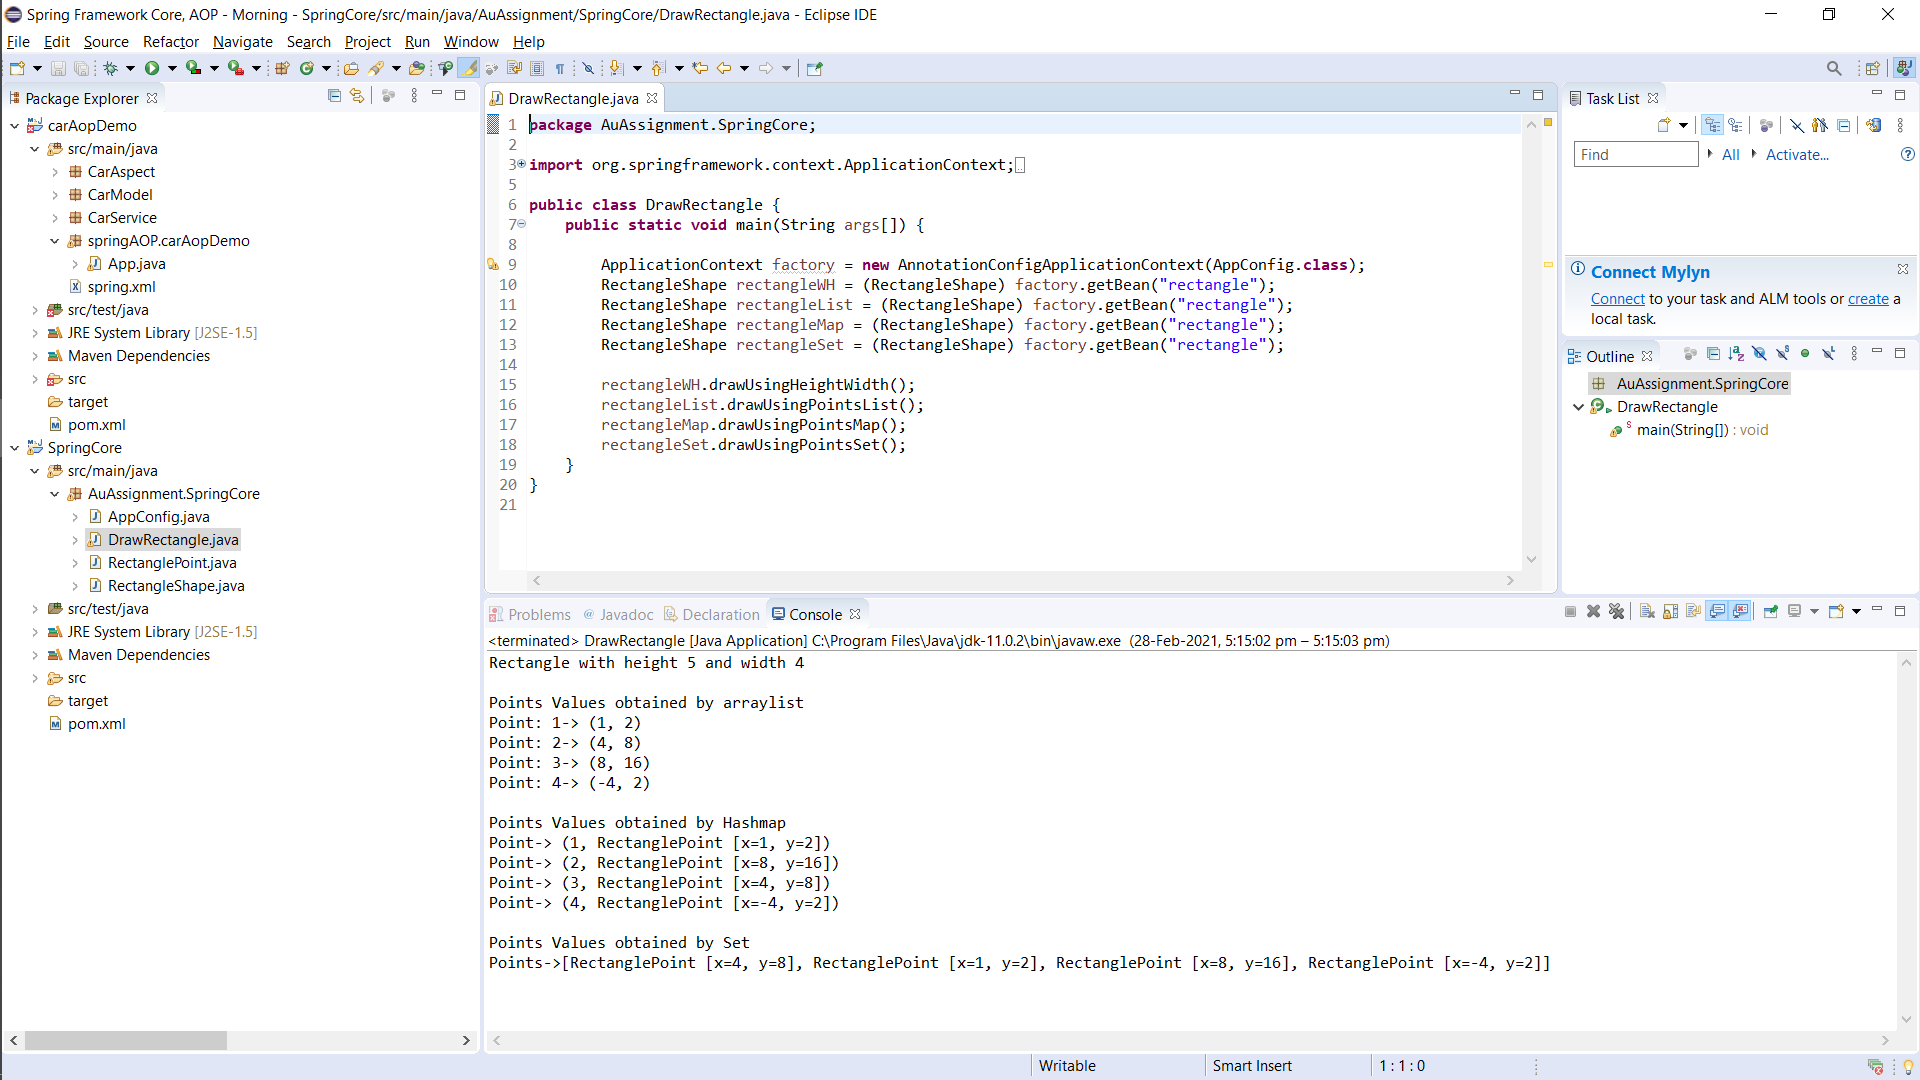 Spring Framework Core, AOP - Morning - SpringCore/src/main/java/AuAssignment/SpringCore/DrawRectangle.java - Eclipse IDE
File Edit Source Refactor Navigate Search Project Run Window Help
Package Explorer
carAopDemo
src/main/java
CarAspect
CarModel
CarService
springAOP.carAopDemo
App.java
spring.xml
src/test/java
JRE System Library [J2SE-1.5]
Maven Dependencies
src
target
pom.xml
SpringCore
src/main/java
AuAssignment.SpringCore
AppConfig.java
DrawRectangle.java
RectanglePoint.java
RectangleShape.java
src/test/java
JRE System Library [J2SE-1.5]
Maven Dependencies
src
target
pom.xml
DrawRectangle.java
1 package AuAssignment.SpringCore;
2
3 import org.springframework.context.ApplicationContext;
5
6 public class DrawRectangle {
7 public static void main(String args[]) {
8
9 ApplicationContext factory = new AnnotationConfigApplicationContext(AppConfig.class);
10 RectangleShape rectangleWH = (RectangleShape) factory.getBean("rectangle");
11 RectangleShape rectangleList = (RectangleShape) factory.getBean("rectangle");
12 RectangleShape rectangleMap = (RectangleShape) factory.getBean("rectangle");
13 RectangleShape rectangleSet = (RectangleShape) factory.getBean("rectangle");
14
15 rectangleWH.drawUsingHeightWidth();
16 rectangleList.drawUsingPointsList();
17 rectangleMap.drawUsingPointsMap();
18 rectangleSet.drawUsingPointsSet();
19 }
20 }
21
Task List
Find All Activate...
Connect Mylyn
Connect to your task and ALM tools or create a
local task.
Outline
AuAssignment.SpringCore
DrawRectangle
main(String[]) : void
Problems Javadoc Declaration Console
<terminated> DrawRectangle [Java Application] C:\Program Files\Java\jdk-11.0.2\bin\javaw.exe (28-Feb-2021, 5:15:02 pm – 5:15:03 pm)
Rectangle with height 5 and width 4
Points Values obtained by arraylist
Point: 1-> (1, 2)
Point: 2-> (4, 8)
Point: 3-> (8, 16)
Point: 4-> (-4, 2)
Points Values obtained by Hashmap
Point-> (1, RectanglePoint [x=1, y=2])
Point-> (2, RectanglePoint [x=8, y=16])
Point-> (3, RectanglePoint [x=4, y=8])
Point-> (4, RectanglePoint [x=-4, y=2])
Points Values obtained by Set
Points->[RectanglePoint [x=4, y=8], RectanglePoint [x=1, y=2], RectanglePoint [x=8, y=16], RectanglePoint [x=-4, y=2]]
Writable Smart Insert 1 : 1 : 0